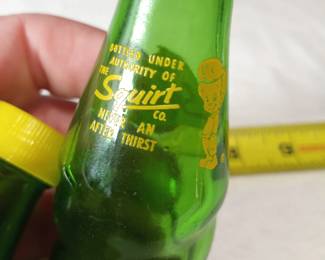 BOTTLED UNDER
AUTHORITY OF
THE
Squirt
CO.
NEVER AN
AFTER THIRST